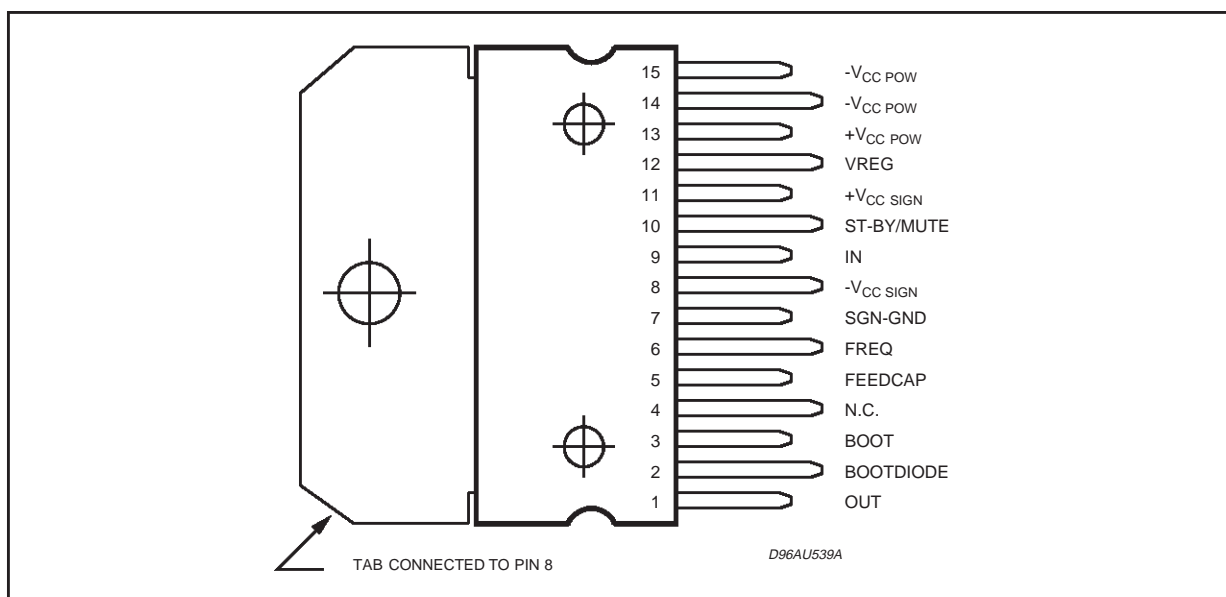 15 -VCC POW
14 -VCC POW
13 +VCC POW
12 VREG
11 +VCC SIGN
10 ST-BY/MUTE
9 IN
8 -VCC SIGN
7 SGN-GND
6 FREQ
5 FEEDCAP
4 N.C.
3 BOOT
2 BOOTDIODE
1 OUT
TAB CONNECTED TO PIN 8
D96AU539A